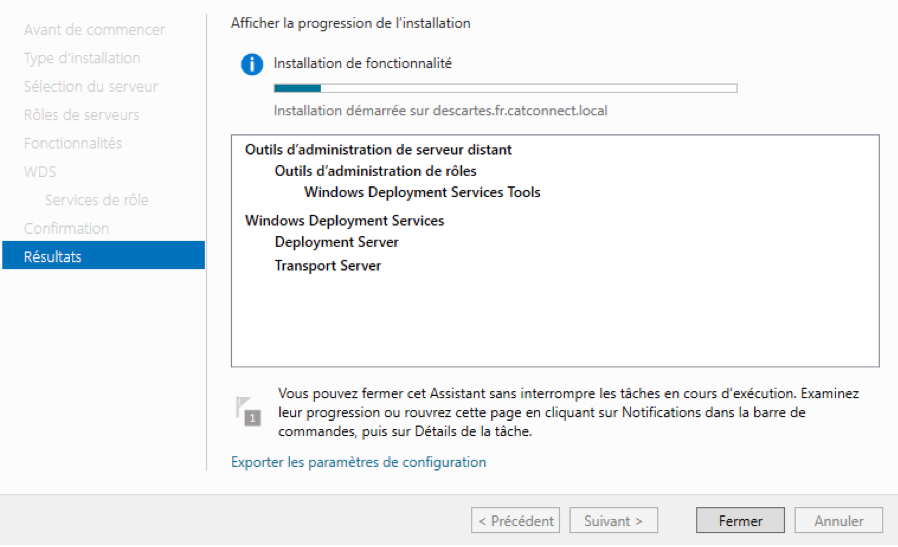 Avant de commencer
Type d'installation
Sélection du serveur
Rôles de serveurs
Fonctionnalités
WDS
Services de rôle
Confirmation
Résultats
Afficher la progression de l'installation
Installation de fonctionnalité
Installation démarrée sur descartes.fr.catconnect.local
Outils d'administration de serveur distant
Outils d'administration de rôles
Windows Deployment Services Tools
Windows Deployment Services
Deployment Server
Transport Server
1
Vous pouvez fermer cet Assistant sans interrompre les tâches en cours d'exécution. Examinez
leur progression ou rouvrez cette page en cliquant sur Notifications dans la barre de
commandes, puis sur Détails de la tâche.
Exporter les paramètres de configuration
< Précédent
Suivant >
Fermer
Annuler